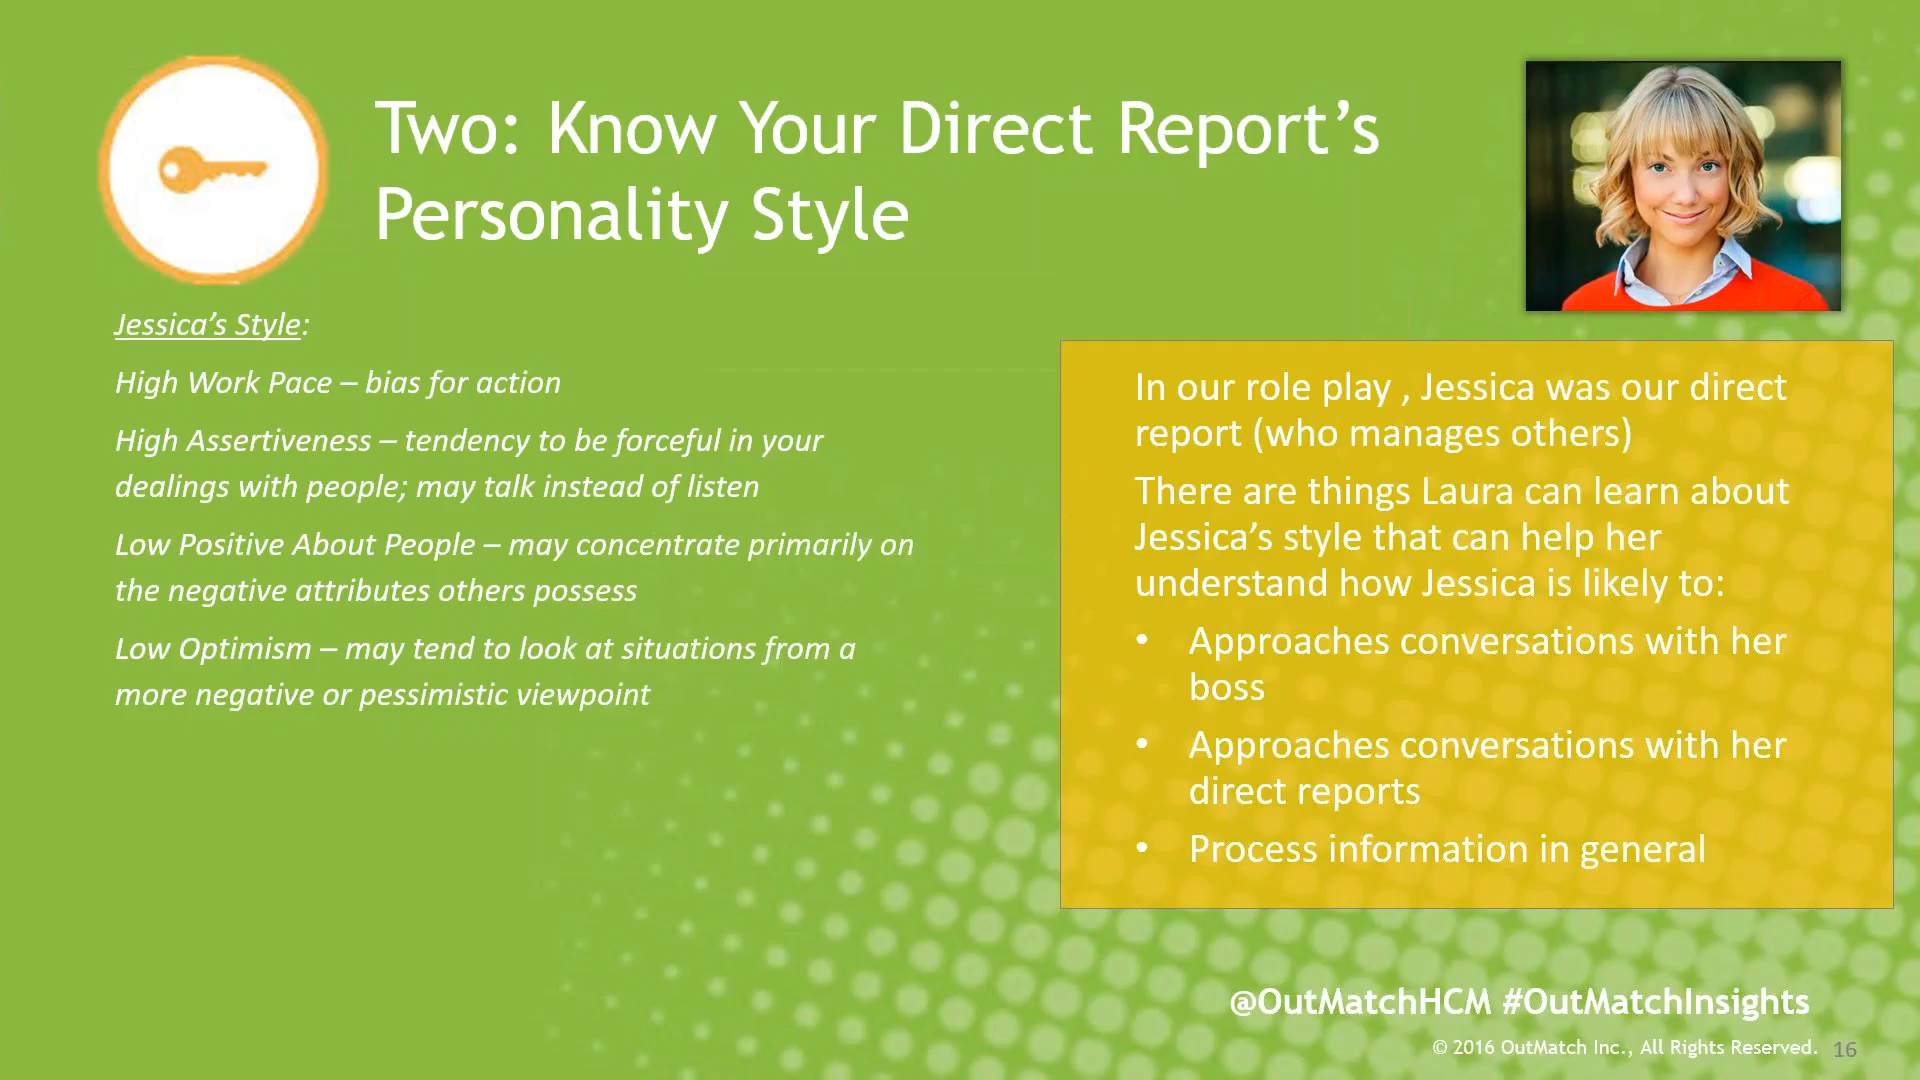 Two: Know Your Direct Report’s
Personality Style
Jessica’s Style:
High Work Pace – bias for action
High Assertiveness – tendency to be forceful in your
dealings with people; may talk instead of listen
Low Positive About People – may concentrate primarily on
the negative attributes others possess
Low Optimism – may tend to look at situations from a
more negative or pessimistic viewpoint
In our role play , Jessica was our direct
report (who manages others)
There are things Laura can learn about
Jessica’s style that can help her
understand how Jessica is likely to:
• Approaches conversations with her
boss
• Approaches conversations with her
direct reports
• Process information in general
@OutMatchHCM #OutMatchInsights
© 2016 OutMatch Inc., All Rights Reserved. 16